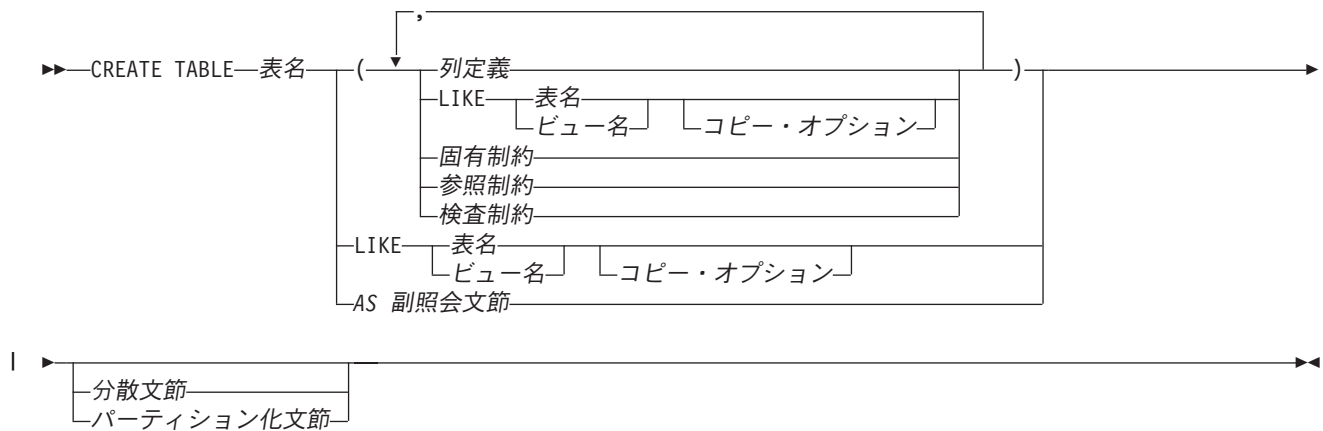 ,
CREATE TABLE 表名 ( 列定義 )
LIKE 表名
ビュー名 コピー・オプション
固有制約
参照制約
検査制約
LIKE 表名
ビュー名 コピー・オプション
AS 副照会文節
分散文節
パーティション化文節